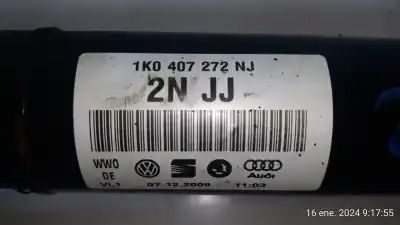 1K0 407 272 NJ
2N JJ
WWO
DE
Audi
VL1 07.12.2009 11:03
16 ene. 2024 9:17:55